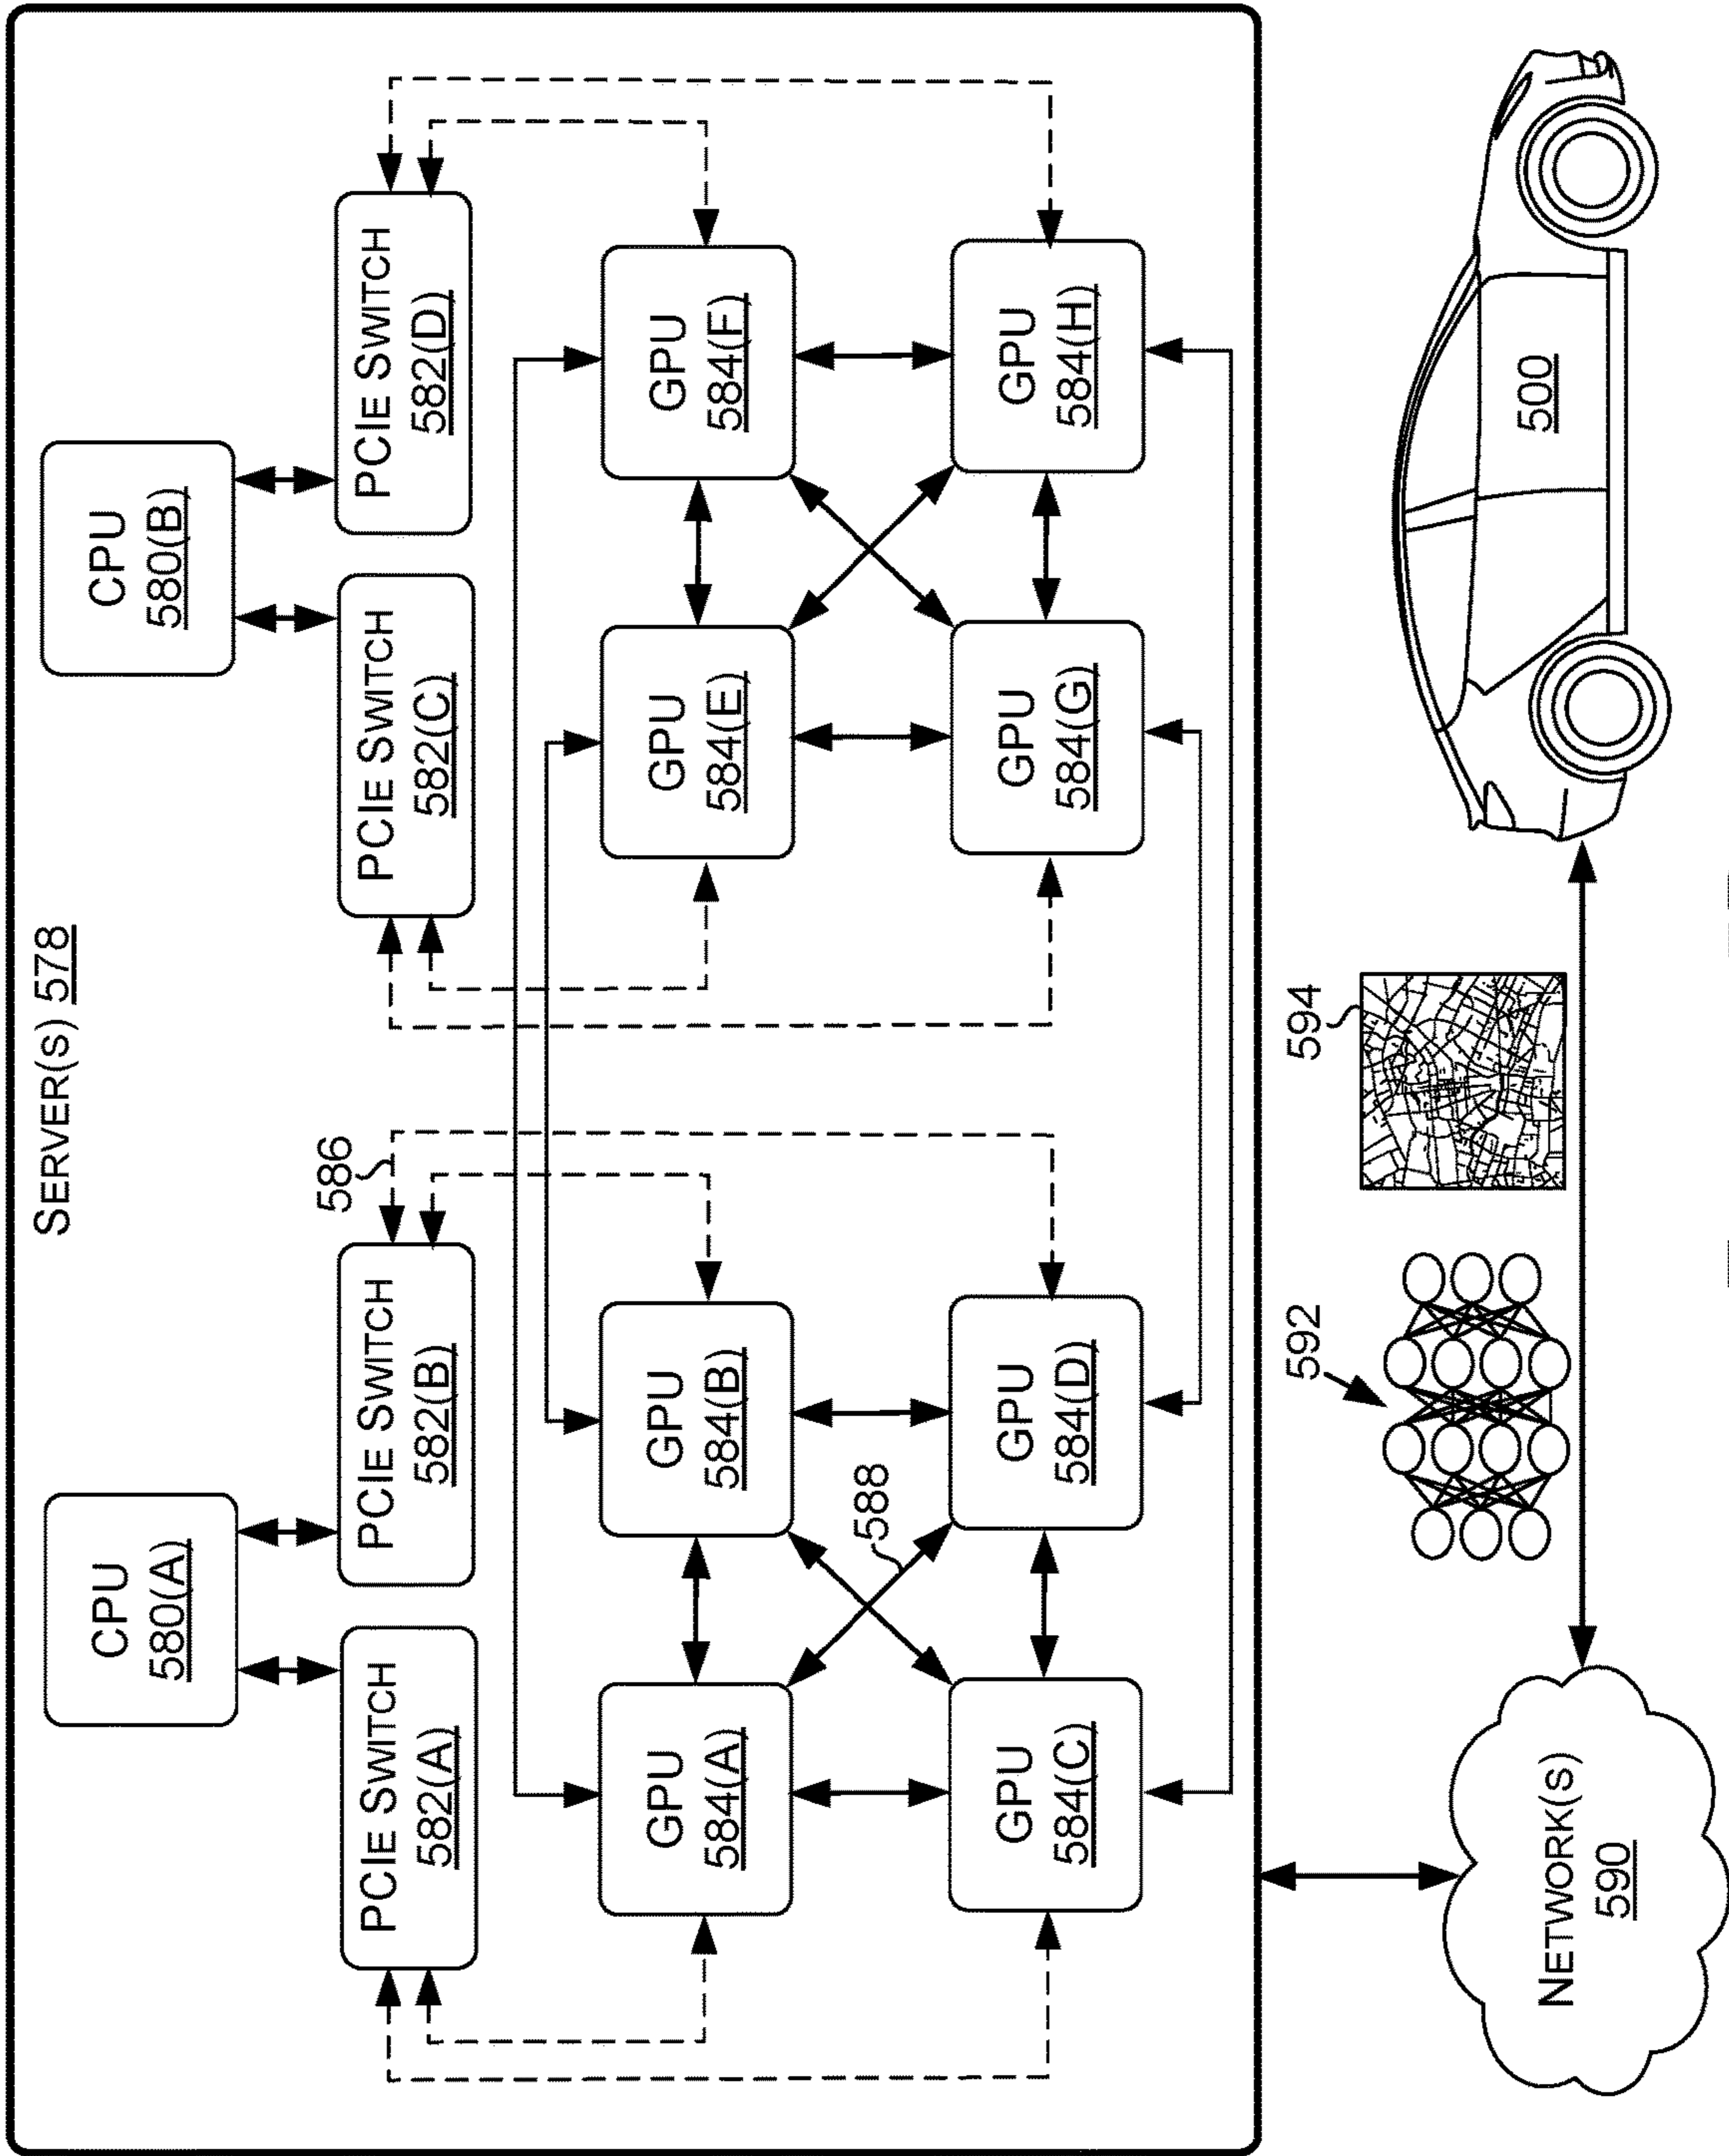 SERVER(S) 578
CPU
580(A)
CPU
580(B)
PCIE SWITCH
582(A)
PCIE SWITCH
582(B)
586
PCIE SWITCH
582(C)
PCIE SWITCH
582(D)
GPU
584(A)
GPU
584(B)
GPU
584(E)
GPU
584(F)
588
GPU
584(C)
GPU
584(D)
GPU
584(G)
GPU
584(H)
NETWORK(S)
590
592
594
500